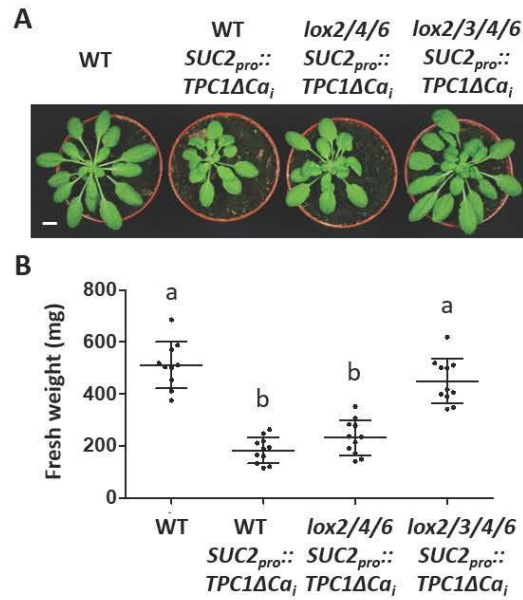 A
WT
WT
SUC2pro::
TPC1ΔCai
lox2/4/6
SUC2pro::
TPC1ΔCai
lox2/3/4/6
SUC2pro::
TPC1ΔCai
B
Fresh weight (mg)
800
600
400
200
0
a
b
b
a
WT
WT
SUC2pro::
TPC1ΔCai
lox2/4/6
SUC2pro::
TPC1ΔCai
lox2/3/4/6
SUC2pro::
TPC1ΔCai